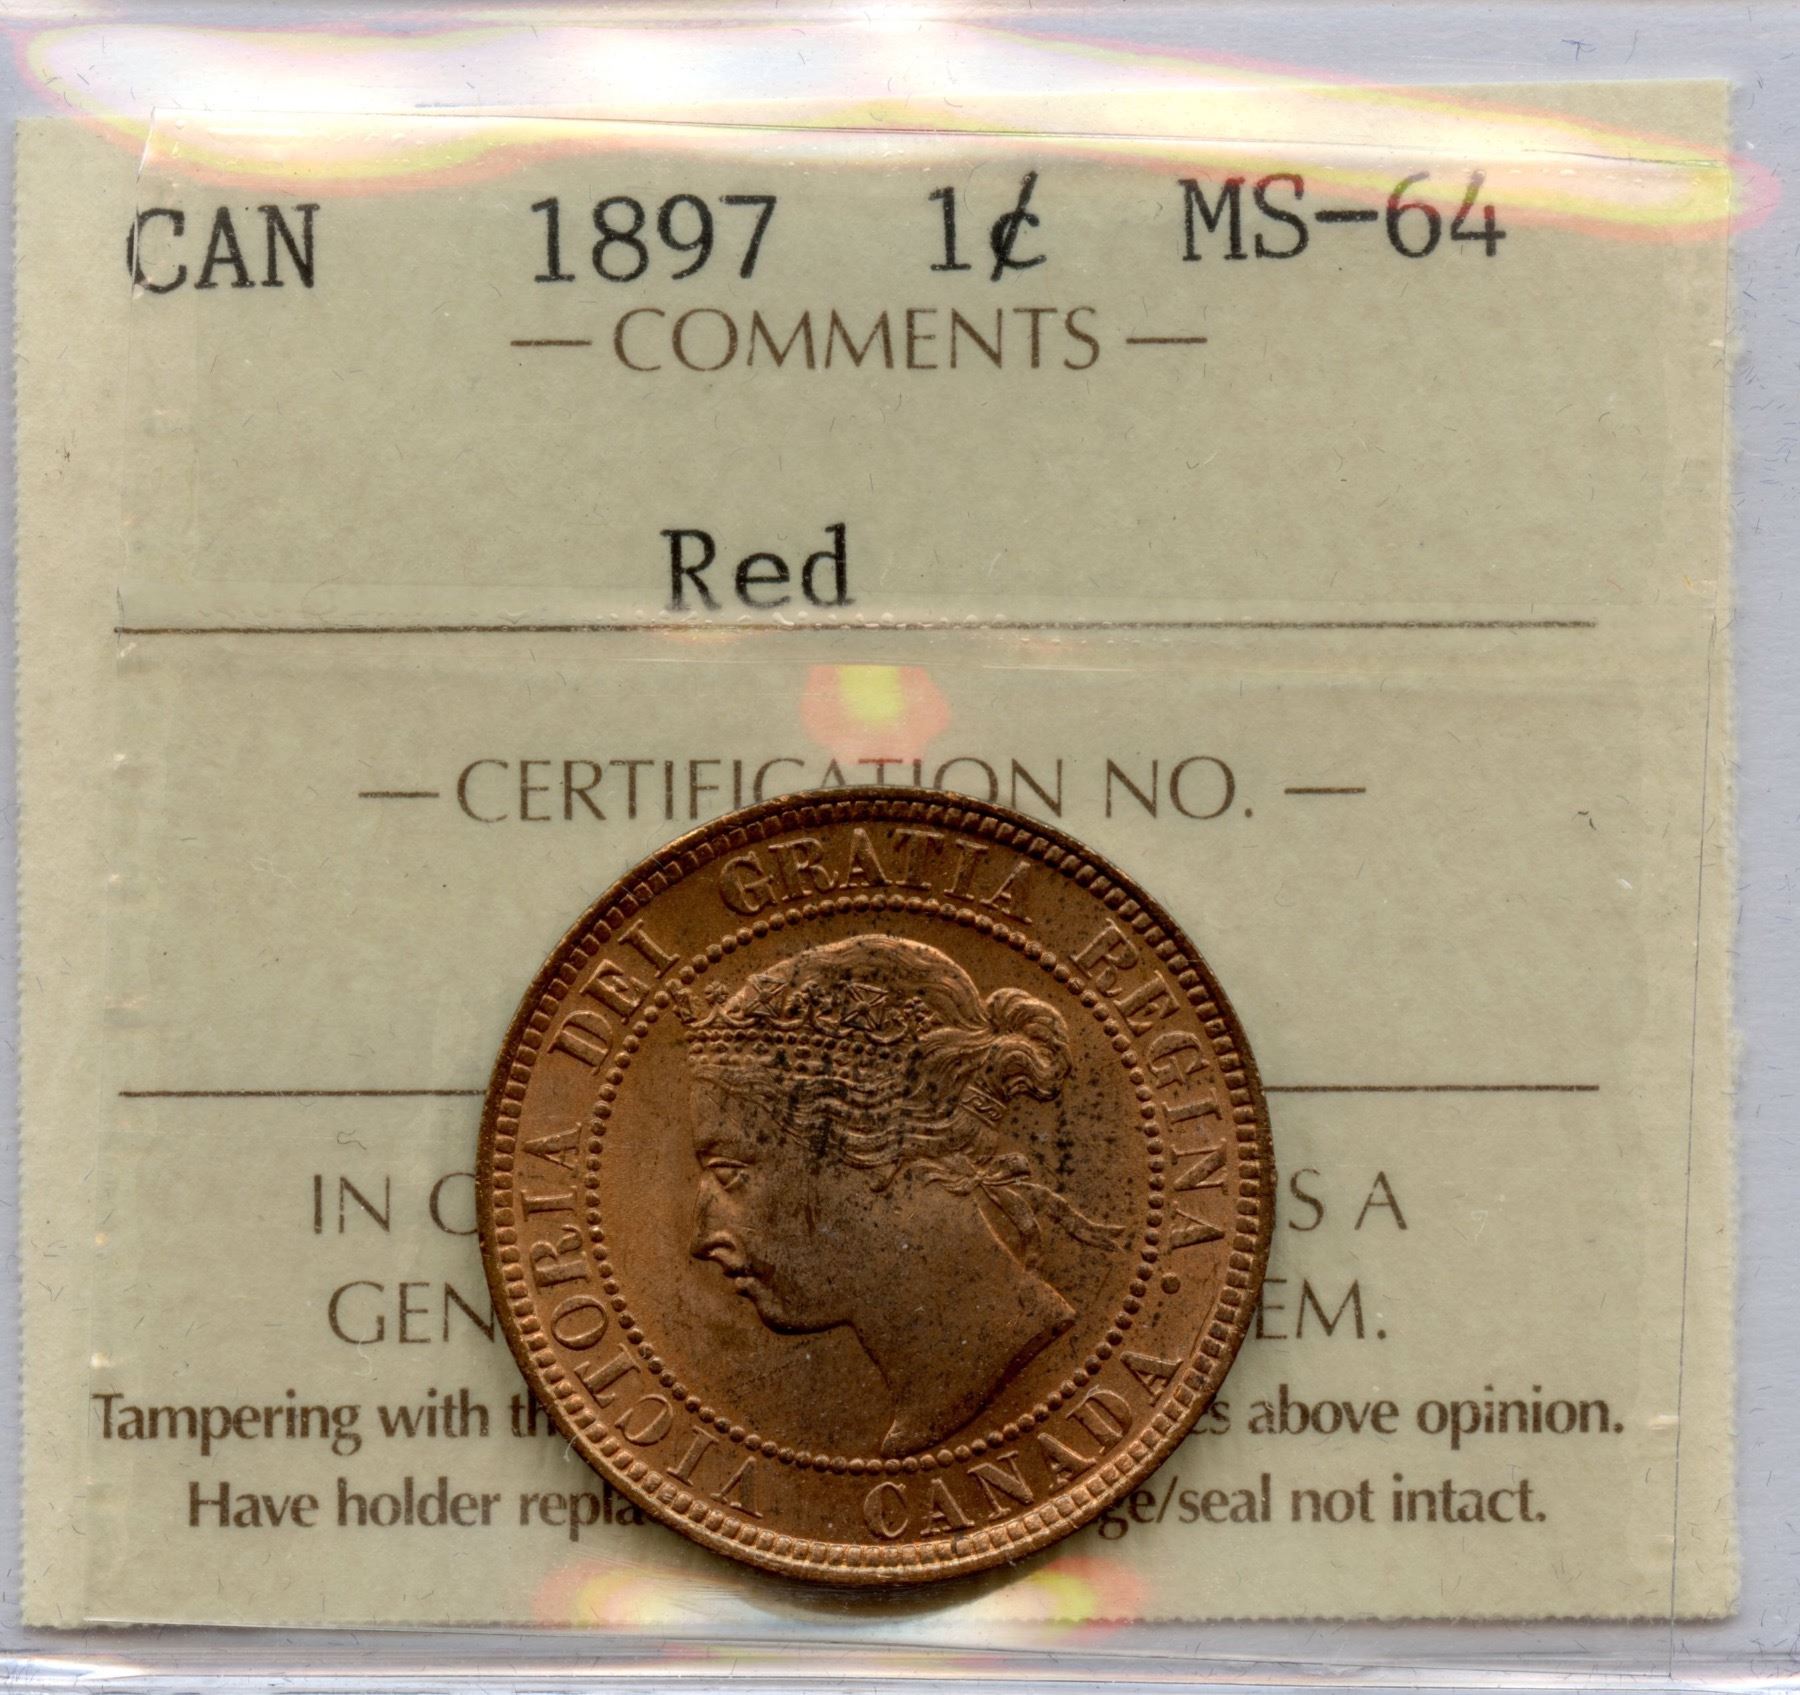 CAN 1897 1¢ MS-64
— COMMENTS —
Red
— CERTIFICATION NO. —
VICTORIA DEI GRATIA REGINA. CANADA
IN S A
GEN EM.
Tampering with th es above opinion.
Have holder repla ge/seal not intact.